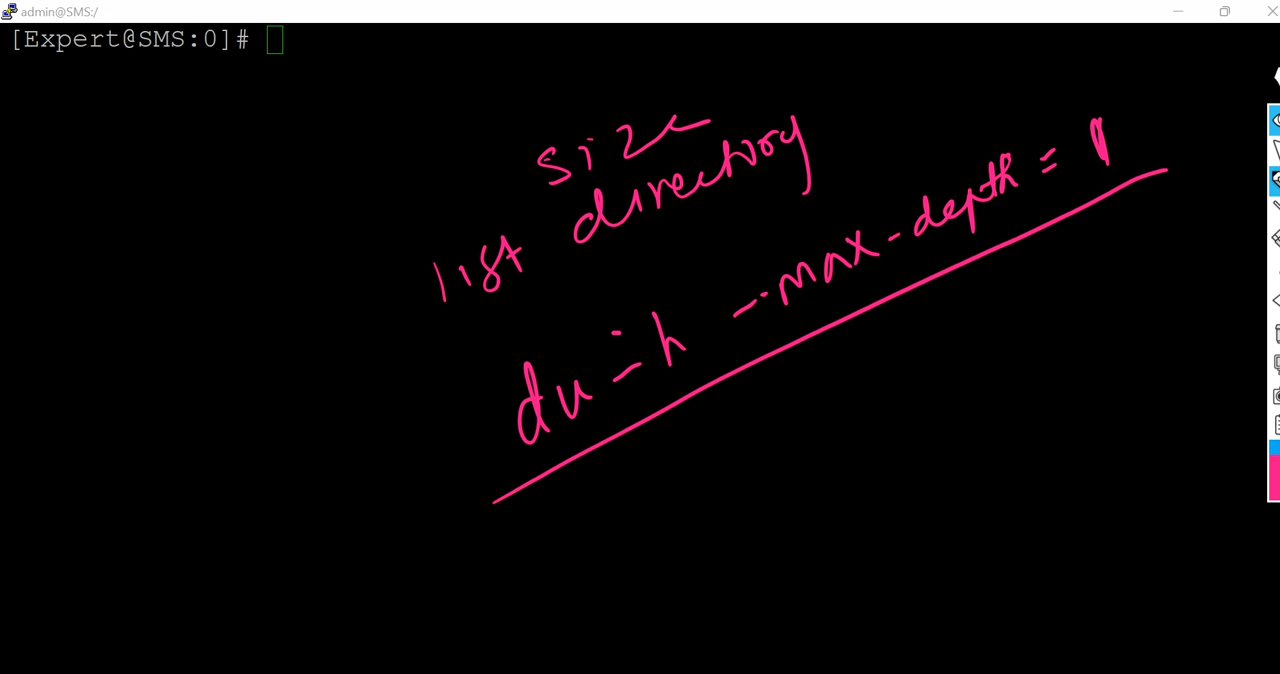 admin@SMS:/
[Expert@SMS:0]#
size
list directory
du -h --max-depth=1